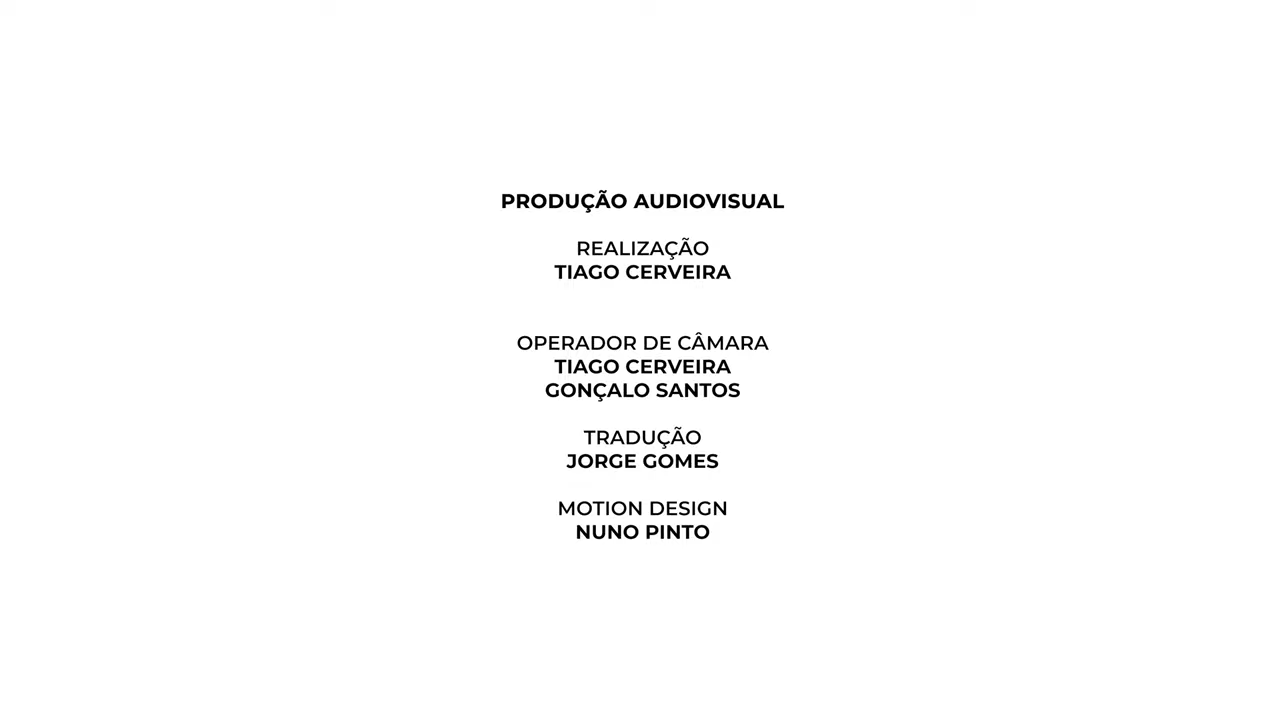 PRODUÇÃO AUDIOVISUAL
REALIZAÇÃO
TIAGO CERVEIRA
OPERADOR DE CÂMARA
TIAGO CERVEIRA
GONÇALO SANTOS
TRADUÇÃO
JORGE GOMES
MOTION DESIGN
NUNO PINTO